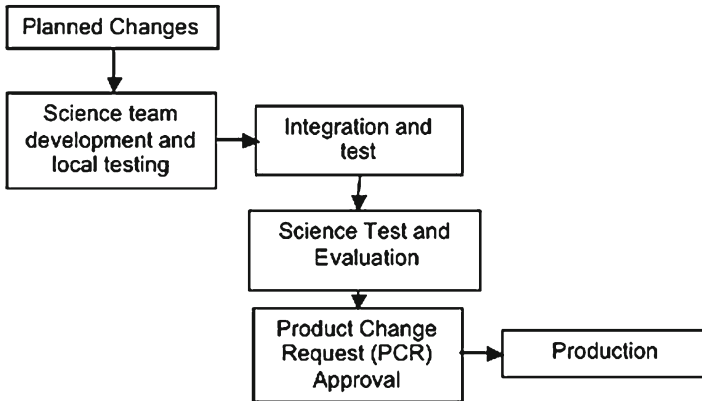 Planned Changes
Science team
development and
local testing
Integration and
test
Science Test and
Evaluation
Product Change
Request (PCR)
Approval
Production